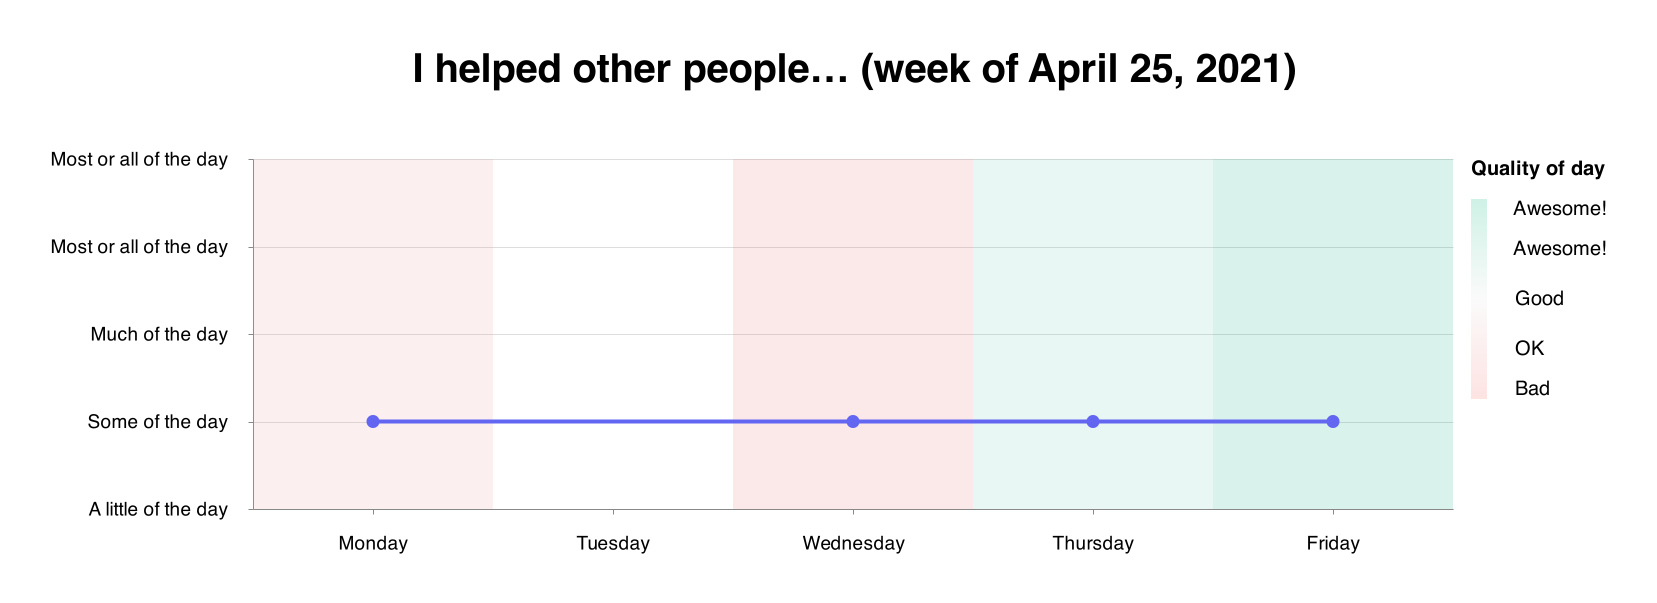 I helped other people… (week of April 25, 2021)
Most or all of the day
Most or all of the day
Much of the day
Some of the day
A little of the day
Monday
Tuesday
Wednesday
Thursday
Friday
Quality of day
Awesome!
Awesome!
Good
OK
Bad